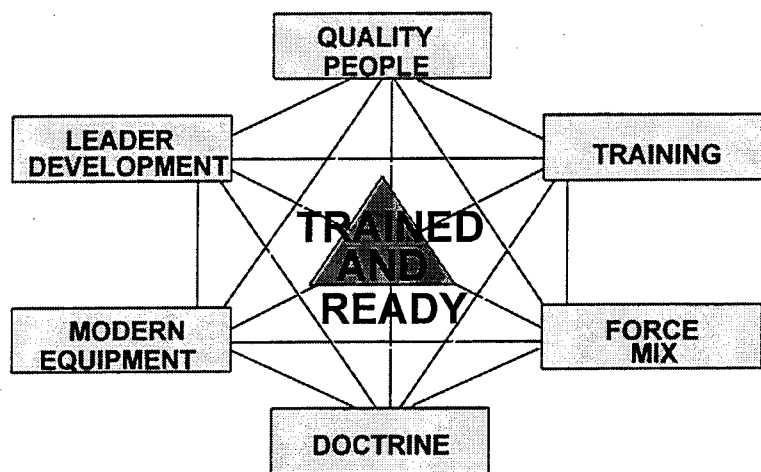 QUALITY
PEOPLE
LEADER
DEVELOPMENT
TRAINING
TRAINED
AND
READY
MODERN
EQUIPMENT
FORCE
MIX
DOCTRINE